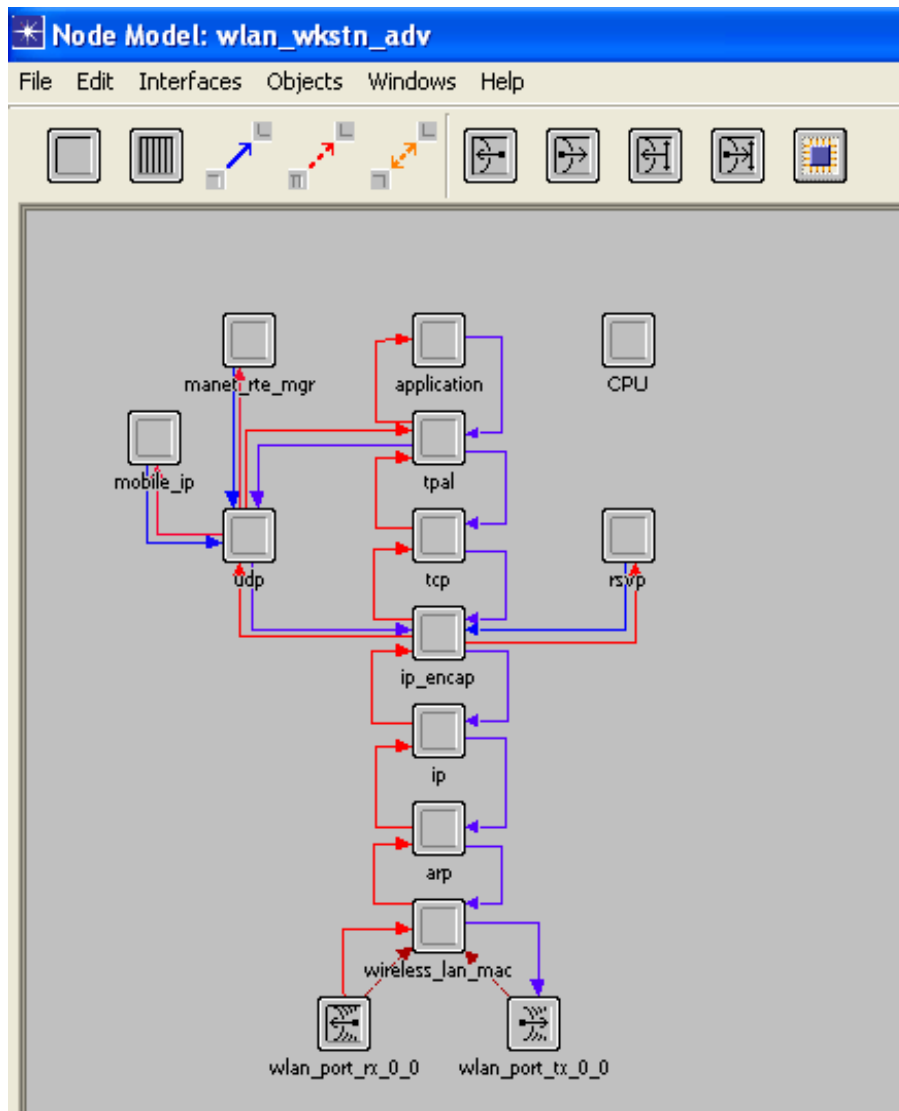 Node Model: wlan_wkstn_adv
File Edit Interfaces Objects Windows Help
manet_rte_mgr
application
CPU
mobile_ip
tpal
udp
tcp
rsvp
ip_encap
ip
arp
wireless_lan_mac
wlan_port_rx_0_0
wlan_port_tx_0_0